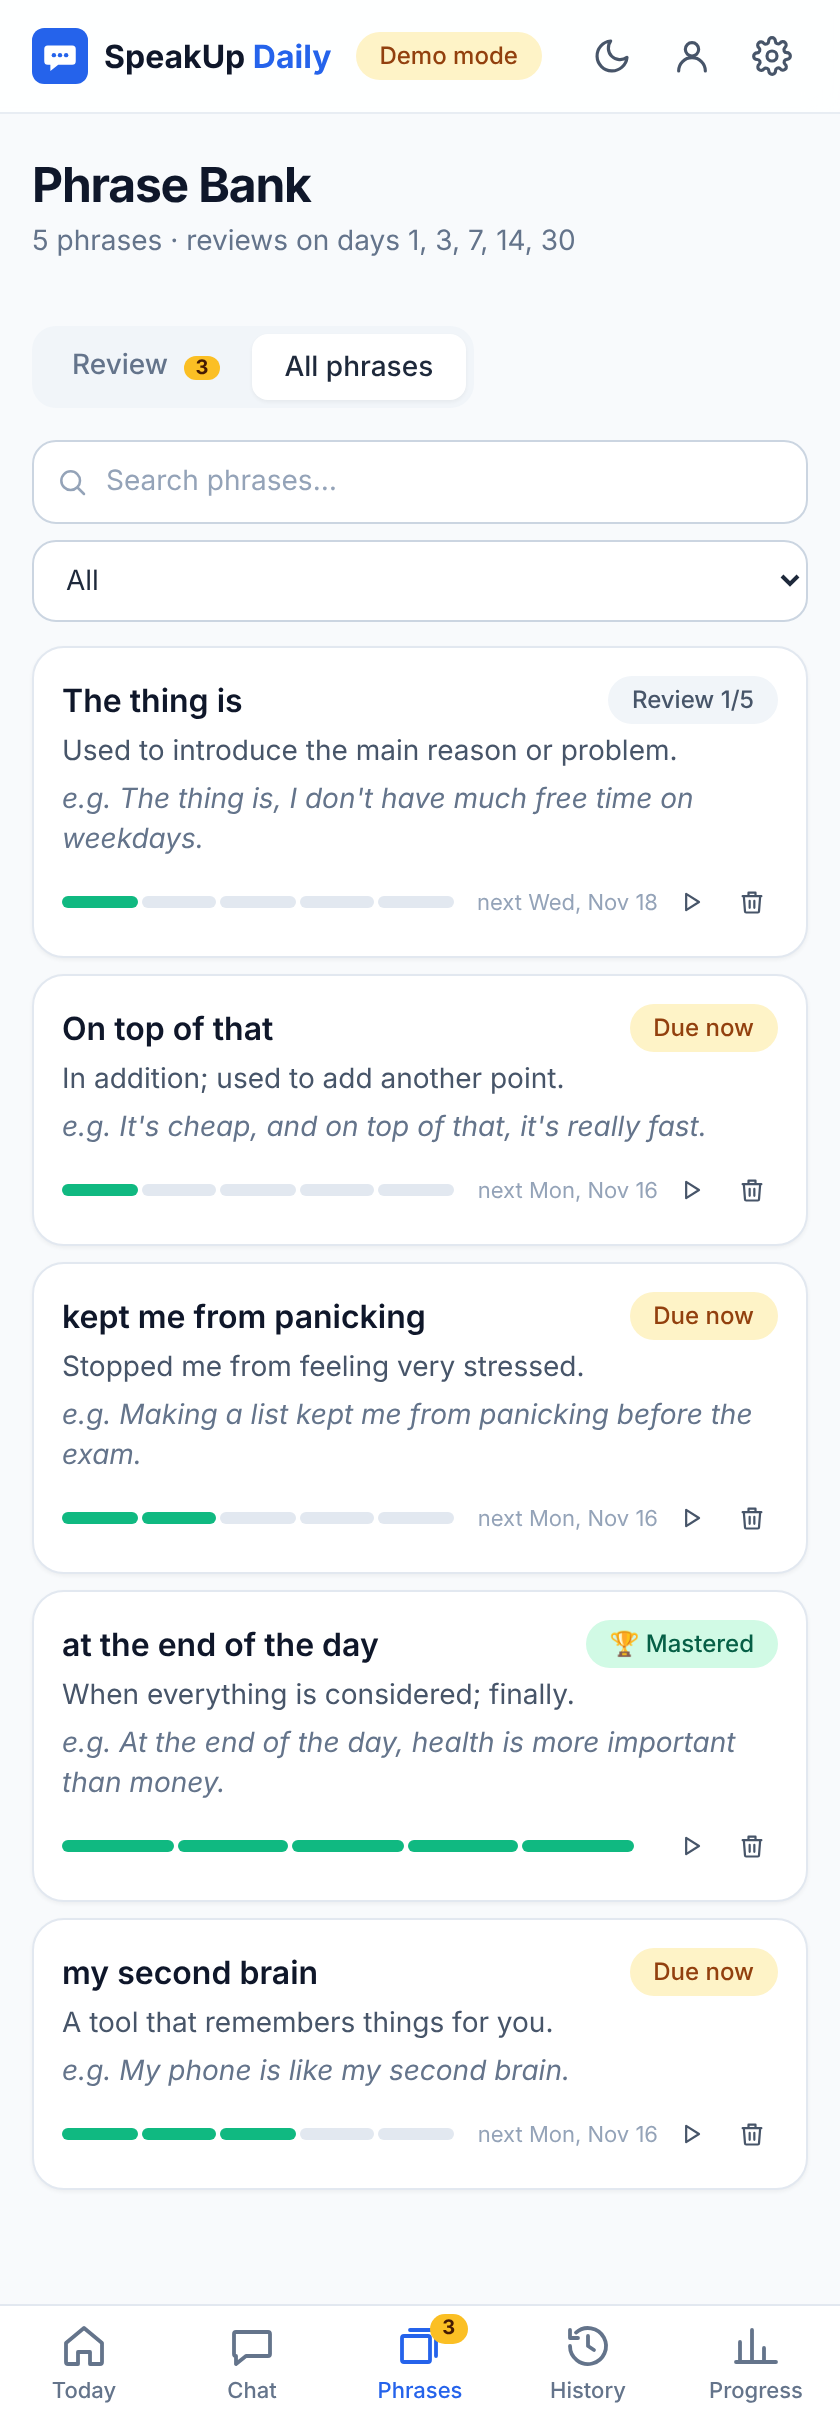 SpeakUp Daily
Demo mode
Phrase Bank
5 phrases · reviews on days 1, 3, 7, 14, 30
Review 3
All phrases
Search phrases...
All
The thing is
Review 1/5
Used to introduce the main reason or problem.
e.g. The thing is, I don't have much free time on
weekdays.
next Wed, Nov 18
On top of that
Due now
In addition; used to add another point.
e.g. It's cheap, and on top of that, it's really fast.
next Mon, Nov 16
kept me from panicking
Due now
Stopped me from feeling very stressed.
e.g. Making a list kept me from panicking before the
exam.
next Mon, Nov 16
at the end of the day
🏆 Mastered
When everything is considered; finally.
e.g. At the end of the day, health is more important
than money.
my second brain
Due now
A tool that remembers things for you.
e.g. My phone is like my second brain.
next Mon, Nov 16
3
Today
Chat
Phrases
History
Progress